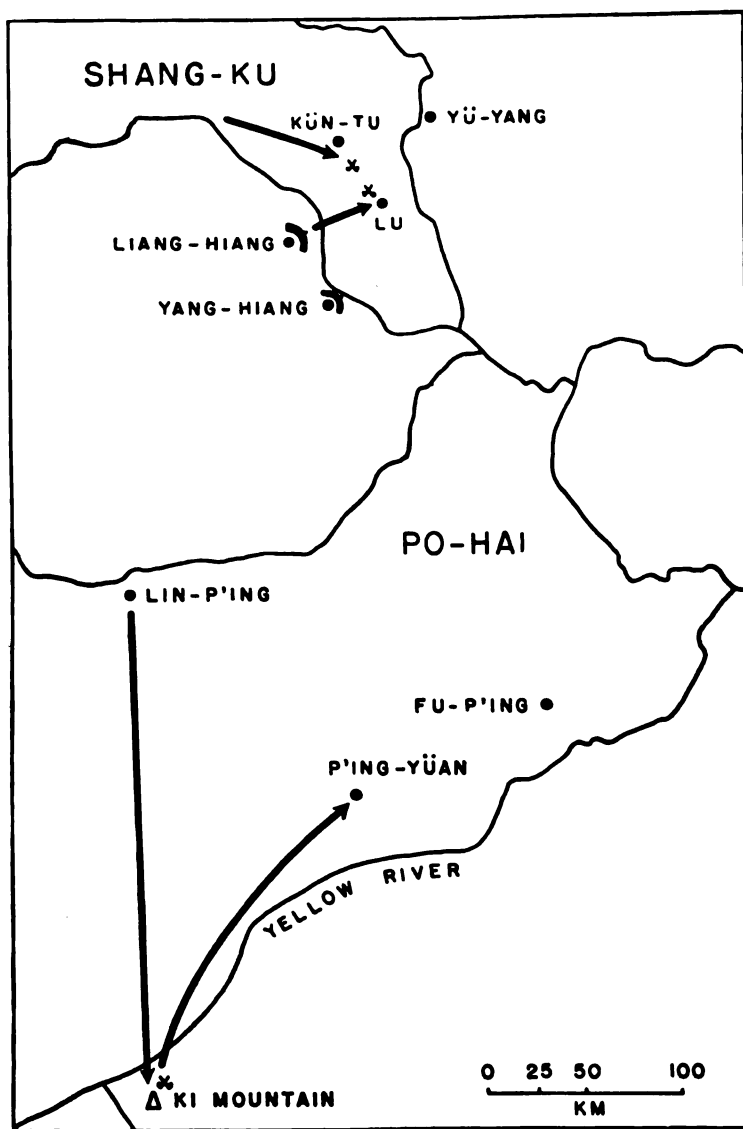 SHANG-KU
KÜN-TU
YÜ-YANG
LU
LIANG-HIANG
YANG-HIANG
PO-HAI
LIN-P'ING
FU-P'ING
P'ING-YÜAN
YELLOW RIVER
KI MOUNTAIN
0 25 50 100
KM